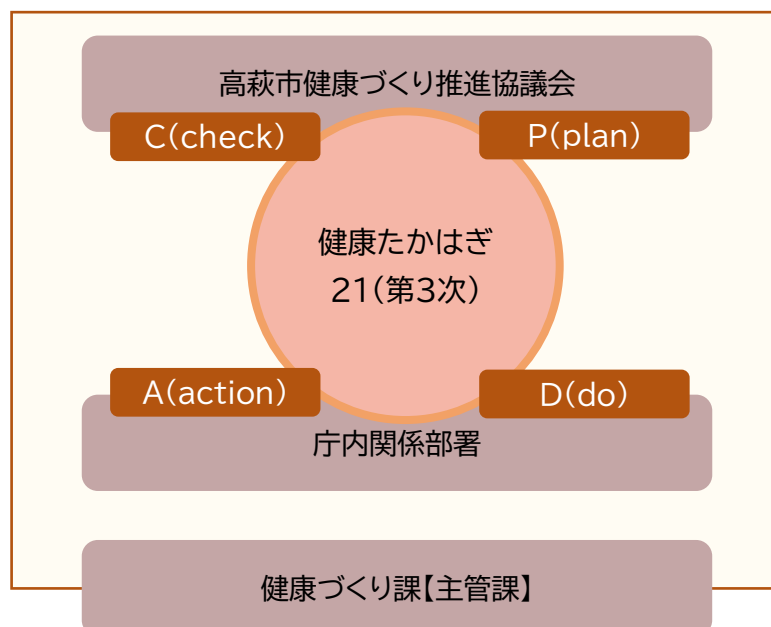 高萩市健康づくり推進協議会
C(check)
P(plan)
健康たかはぎ
21(第3次)
A(action)
D(do)
庁内関係部署
健康づくり課【主管課】